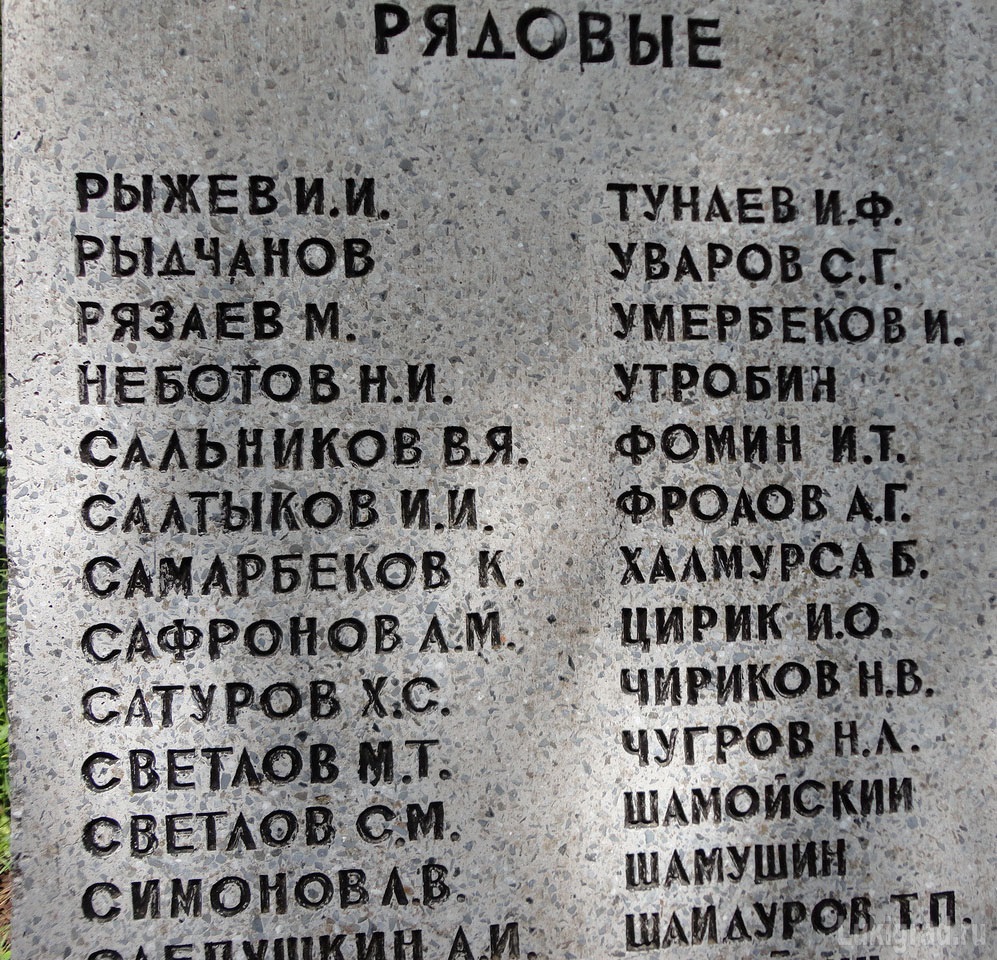 РЯДОВЫЕ
РЫЖЕВ И.И.
РЫДЧАНОВ
РЯЗАЕВ М.
НЕБОТОВ Н.И.
САЛЬНИКОВ В.Я.
САЛТЫКОВ И.И.
САМАРБЕКОВ К.
САФРОНОВ А.М.
САТУРОВ Х.С.
СВЕТЛОВ М.Т.
СВЕТЛОВ С.М.
СИМОНОВ А.В.
СЛЕПУШКИН А.И.
ТУНАЕВ И.Ф.
УВАРОВ С.Г.
УМЕРБЕКОВ И.
УТРОБИН
ФОМИН И.Т.
ФРОЛОВ А.Г.
ХАЛМУРСА Б.
ЦИРИК И.О.
ЧИРИКОВ Н.В.
ЧУГРОВ Н.Л.
ШАМОЙСКИЙ
ШАМУШИН
ШАЙДУРОВ Т.П.